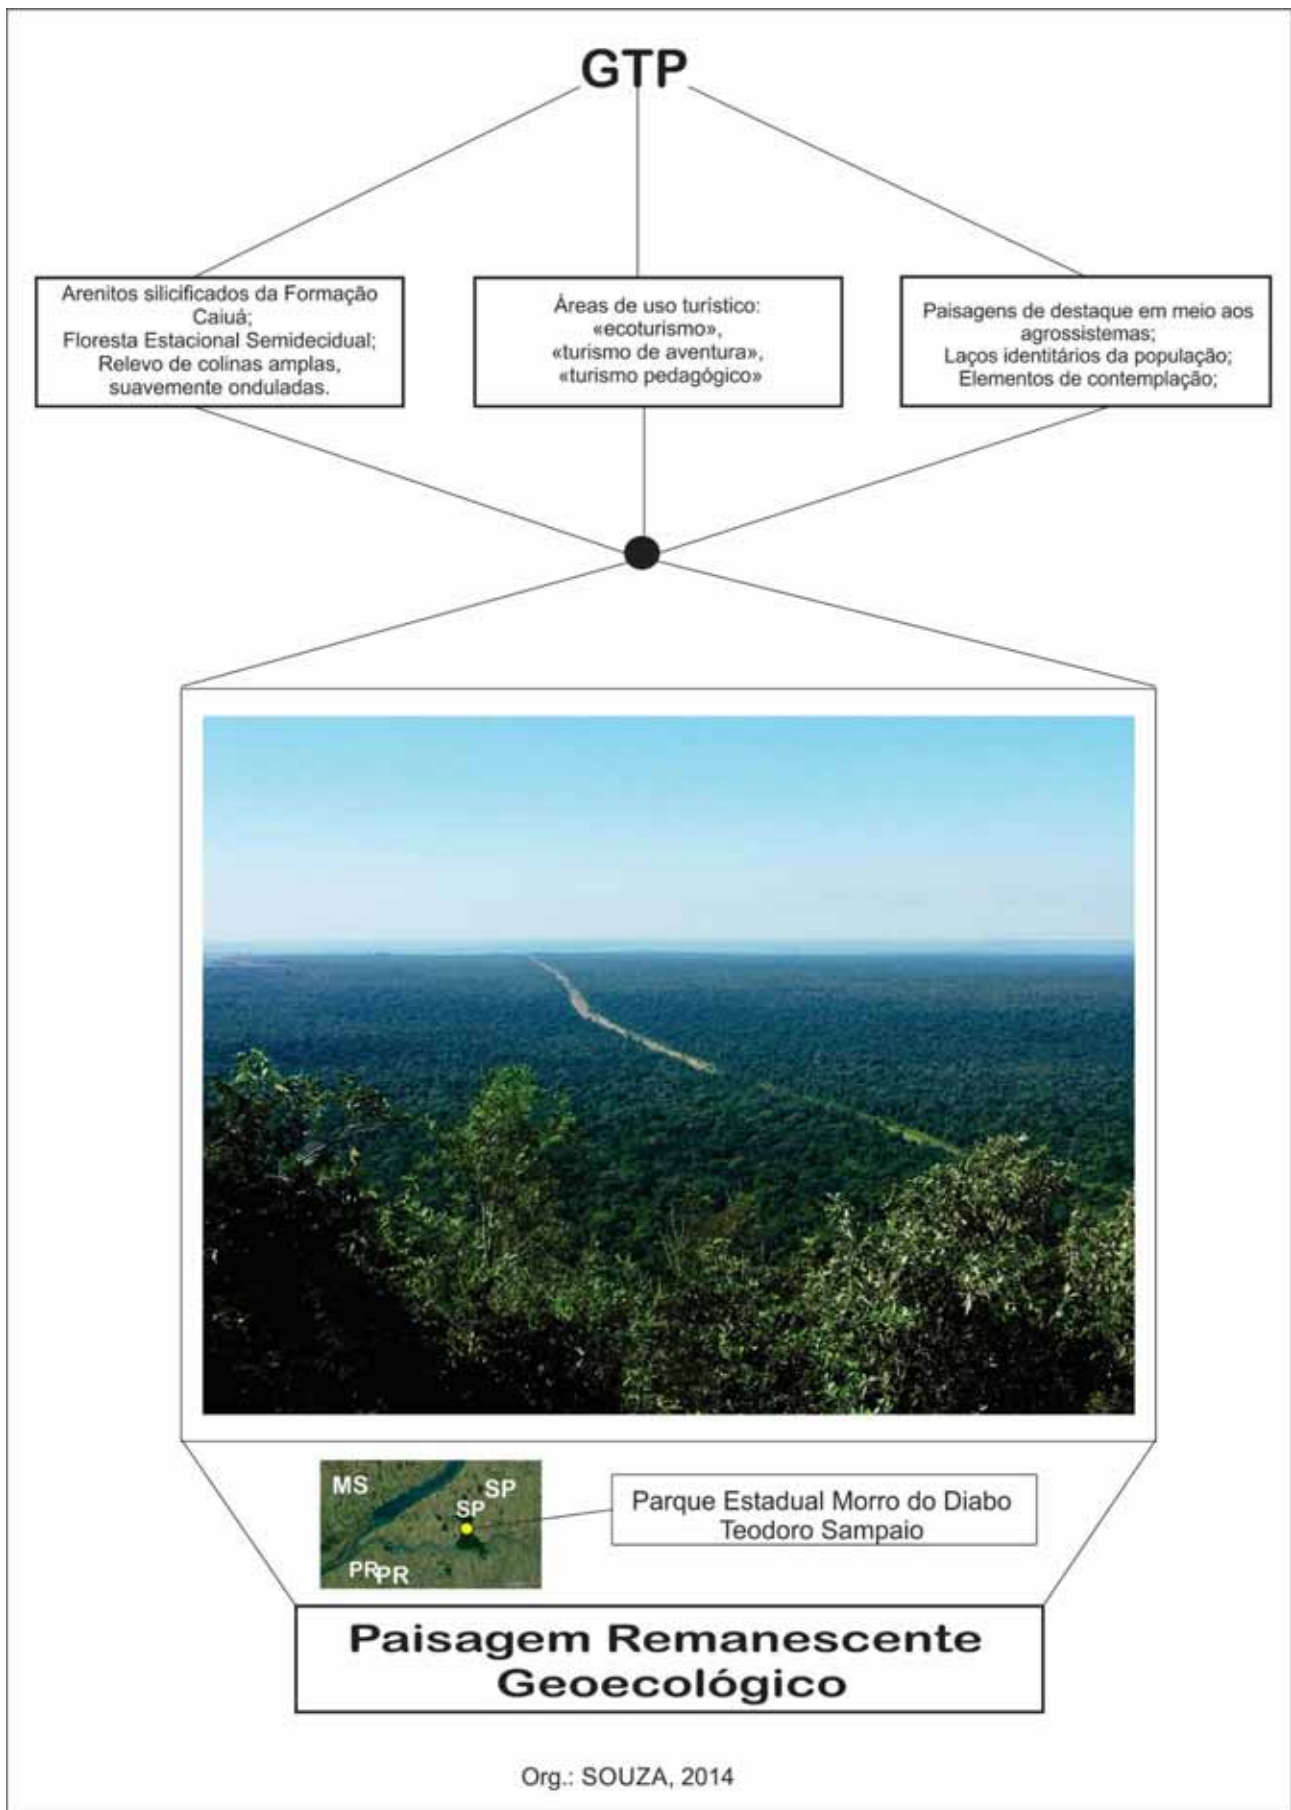 GTP
Arenitos silicificados da Formação
Caiuá;
Floresta Estacional Semidecidual;
Relevo de colinas amplas,
suavemente onduladas.
Áreas de uso turístico:
«ecoturismo»,
«turismo de aventura»,
«turismo pedagógico»
Paisagens de destaque em meio aos
agrossistemas;
Laços identitários da população;
Elementos de contemplação;
MS
SP
SP
PR
PR
Parque Estadual Morro do Diabo
Teodoro Sampaio
Paisagem Remanescente
Geoecológico
Org.: SOUZA, 2014